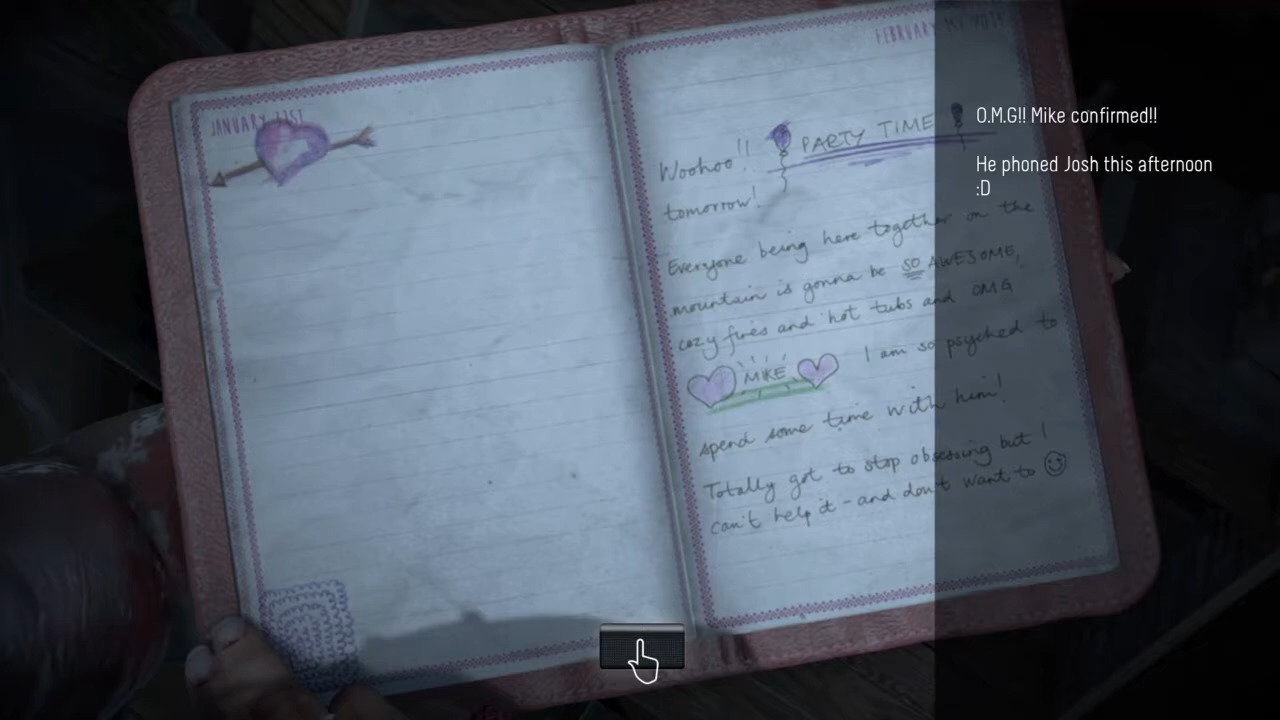 JANUARY 31ST
FEBRUARY
Woohoo!! PARTY TIME
tomorrow!
Everyone being here together on the
mountain is gonna be SO AWESOME,
cozy fires and hot tubs and OMG
MIKE I am so psyched to
spend some time with him!
Totally got to stop obsessing but I
can't help it - and don't want to ☺
O.M.G!! Mike confirmed!!
He phoned Josh this afternoon
:D